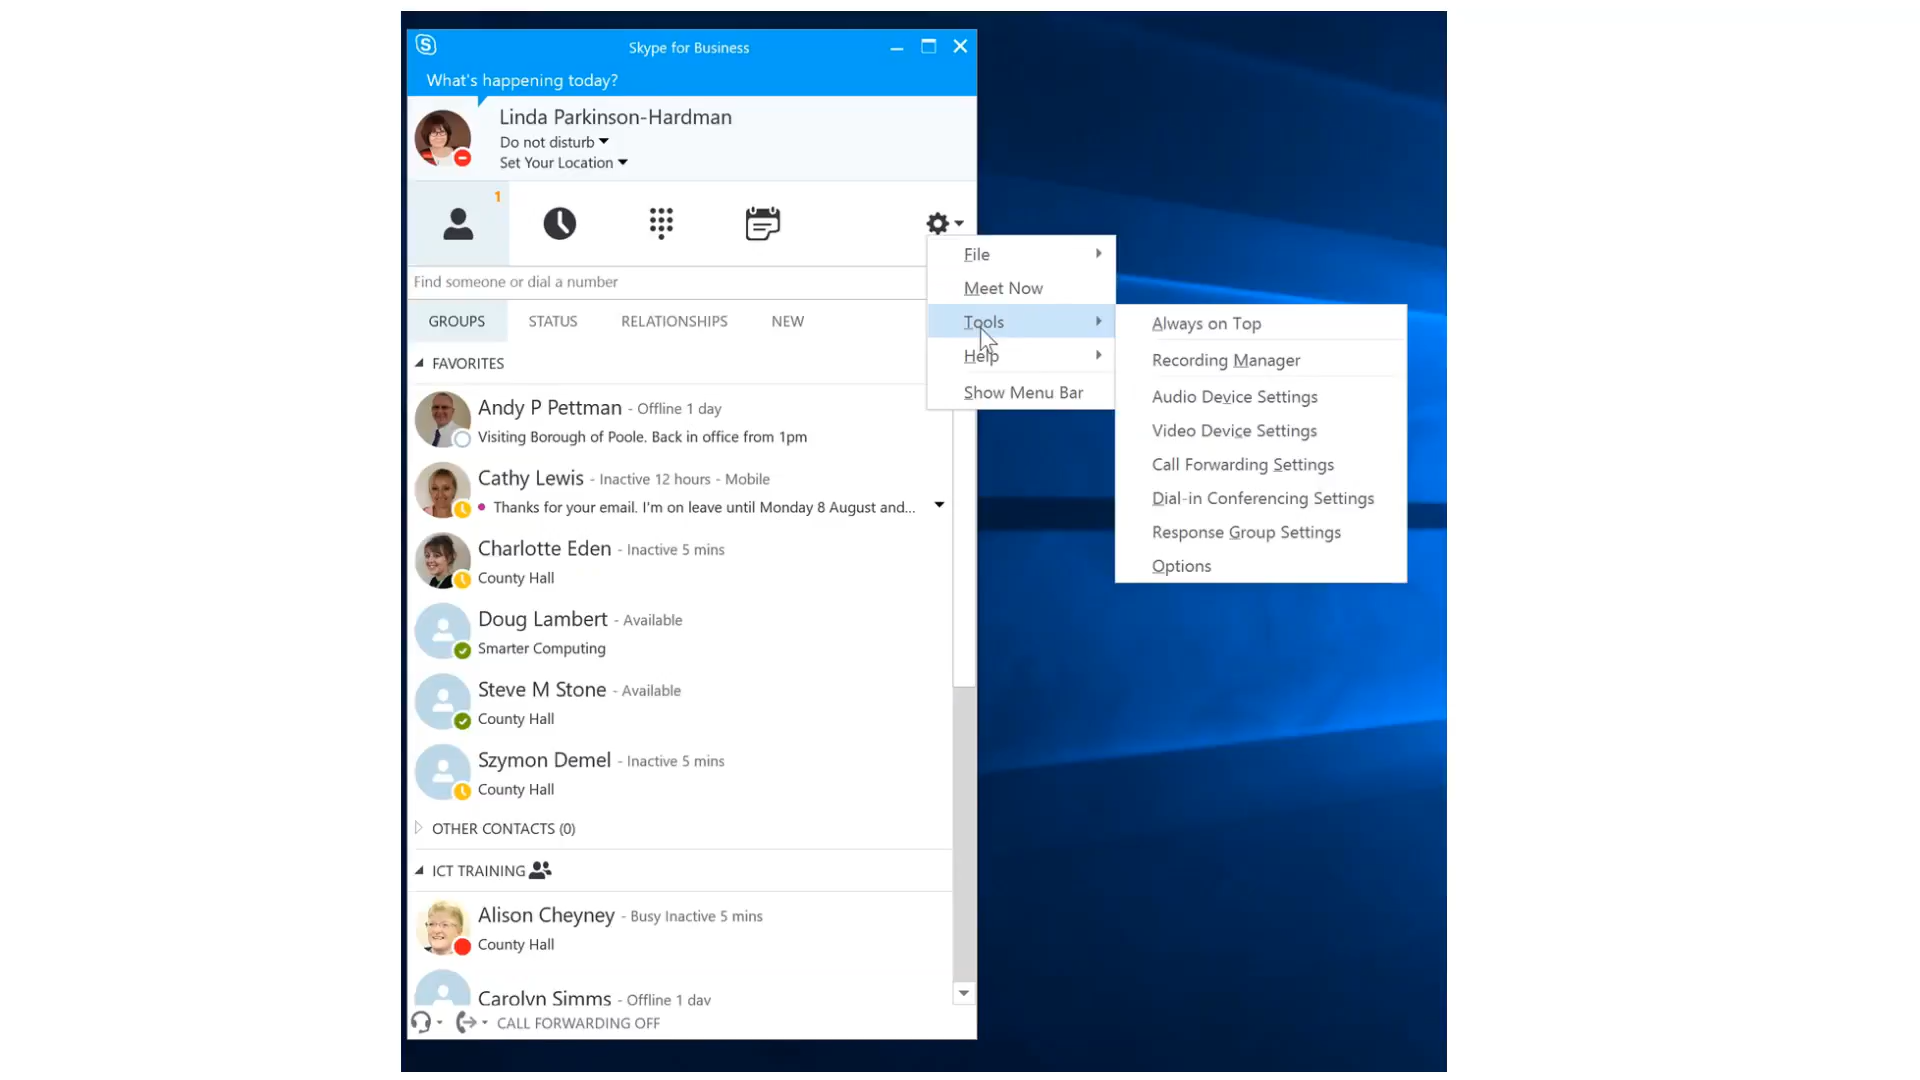 Skype for Business
What's happening today?
Linda Parkinson-Hardman
Do not disturb
Set Your Location
1
Find someone or dial a number
GROUPS STATUS RELATIONSHIPS NEW
FAVORITES
Andy P Pettman - Offline 1 day
Visiting Borough of Poole. Back in office from 1pm
Cathy Lewis - Inactive 12 hours - Mobile
Thanks for your email. I'm on leave until Monday 8 August and...
Charlotte Eden - Inactive 5 mins
County Hall
Doug Lambert - Available
Smarter Computing
Steve M Stone - Available
County Hall
Szymon Demel - Inactive 5 mins
County Hall
OTHER CONTACTS (0)
ICT TRAINING
Alison Cheyney - Busy Inactive 5 mins
County Hall
Carolyn Simms - Offline 1 day
CALL FORWARDING OFF
File
Meet Now
Tools
Help
Show Menu Bar
Always on Top
Recording Manager
Audio Device Settings
Video Device Settings
Call Forwarding Settings
Dial-in Conferencing Settings
Response Group Settings
Options